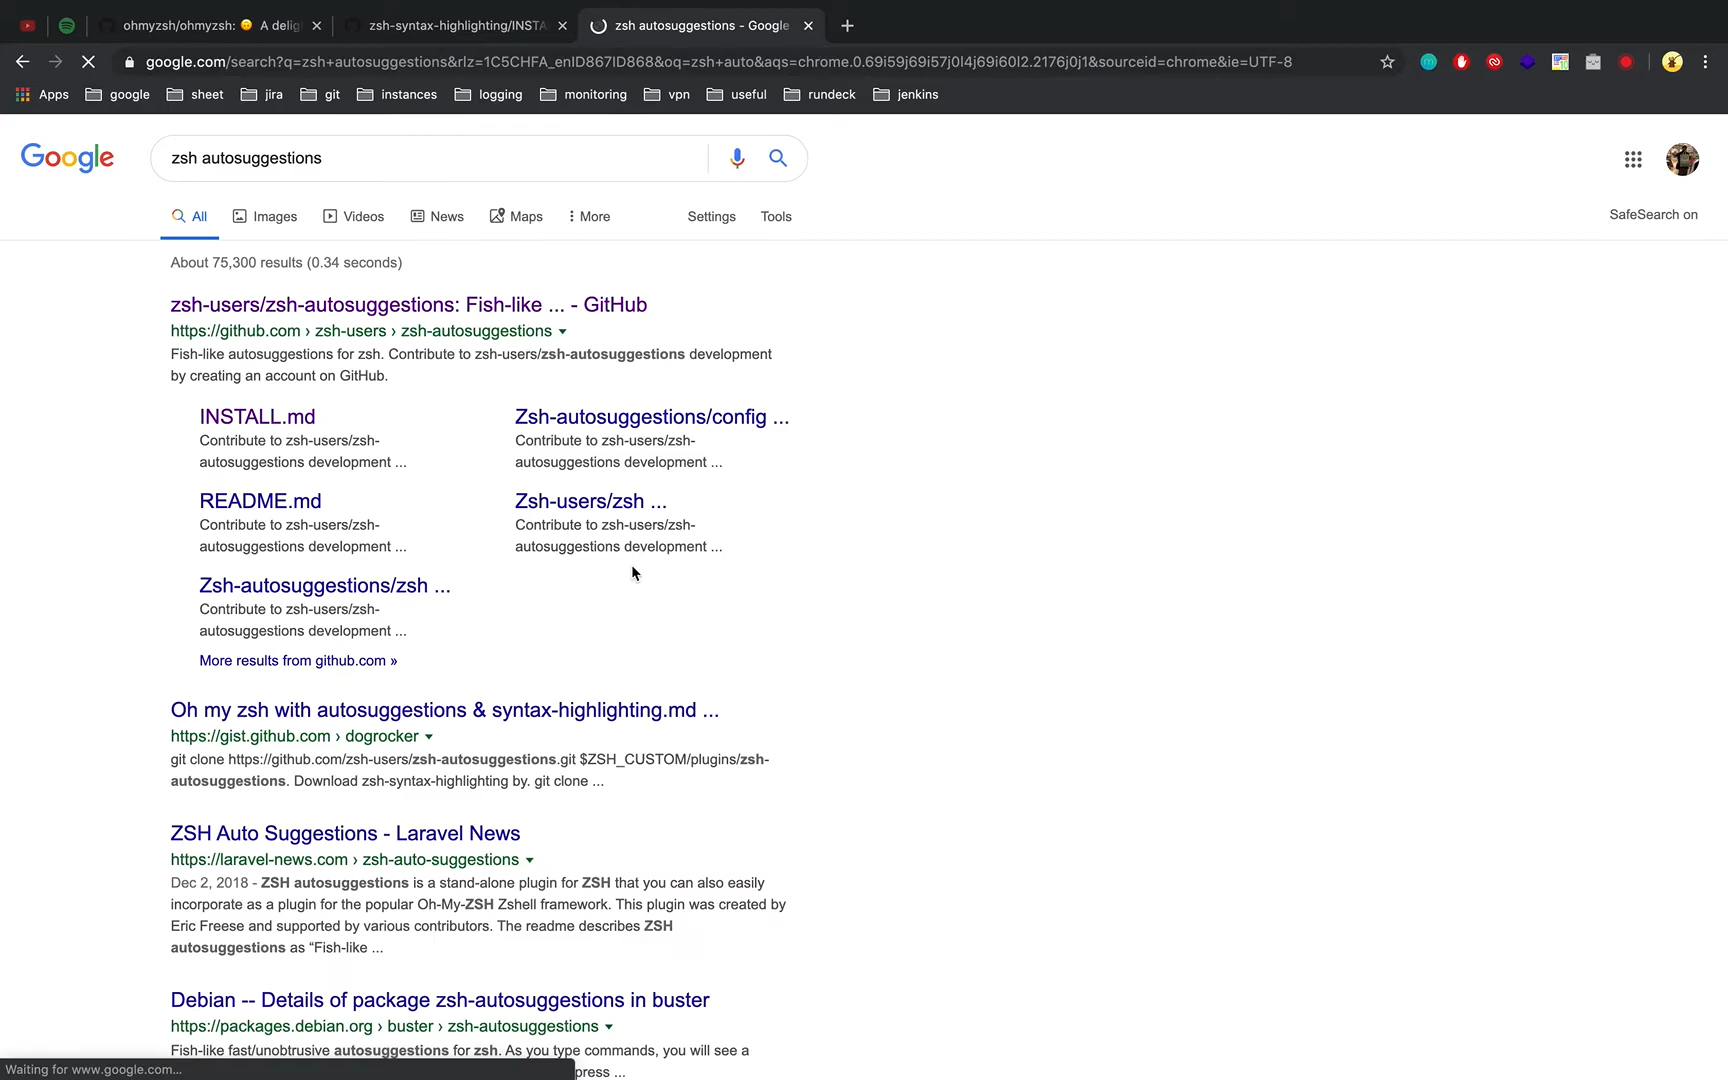 ohmyzsh/ohmyzsh: 🙃 A delig
zsh-syntax-highlighting/INSTA
zsh autosuggestions - Google
google.com/search?q=zsh+autosuggestions&rlz=1C5CHFA_enID867ID868&oq=zsh+auto&aqs=chrome.0.69i59j69i57j0l4j69i60l2.2176j0j1&sourceid=chrome&ie=UTF-8
Apps google sheet jira git instances logging monitoring vpn useful rundeck jenkins
Google
zsh autosuggestions
All Images Videos News Maps More Settings Tools
SafeSearch on
About 75,300 results (0.34 seconds)
zsh-users/zsh-autosuggestions: Fish-like ... - GitHub
https://github.com › zsh-users › zsh-autosuggestions
Fish-like autosuggestions for zsh. Contribute to zsh-users/zsh-autosuggestions development
by creating an account on GitHub.
INSTALL.md
Contribute to zsh-users/zsh-
autosuggestions development ...
Zsh-autosuggestions/config ...
Contribute to zsh-users/zsh-
autosuggestions development ...
README.md
Contribute to zsh-users/zsh-
autosuggestions development ...
Zsh-users/zsh ...
Contribute to zsh-users/zsh-
autosuggestions development ...
Zsh-autosuggestions/zsh ...
Contribute to zsh-users/zsh-
autosuggestions development ...
More results from github.com »
Oh my zsh with autosuggestions & syntax-highlighting.md ...
https://gist.github.com › dogrocker
git clone https://github.com/zsh-users/zsh-autosuggestions.git $ZSH_CUSTOM/plugins/zsh-
autosuggestions. Download zsh-syntax-highlighting by. git clone ...
ZSH Auto Suggestions - Laravel News
https://laravel-news.com › zsh-auto-suggestions
Dec 2, 2018 - ZSH autosuggestions is a stand-alone plugin for ZSH that you can also easily
incorporate as a plugin for the popular Oh-My-ZSH Zshell framework. This plugin was created by
Eric Freese and supported by various contributors. The readme describes ZSH
autosuggestions as “Fish-like ...
Debian -- Details of package zsh-autosuggestions in buster
https://packages.debian.org › buster › zsh-autosuggestions
Fish-like fast/unobtrusive autosuggestions for zsh. As you type commands, you will see a
press ...
Waiting for www.google.com...